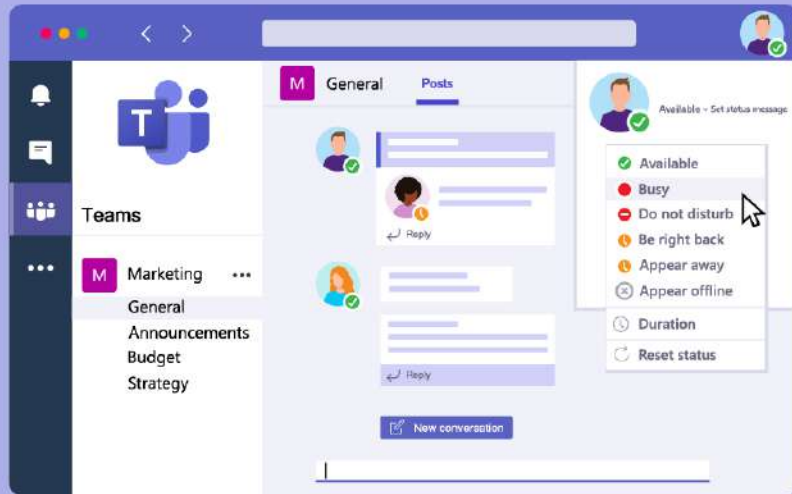 M General Posts
Available - Set status message
T
Available
Busy
Do not disturb
Be right back
Appear away
Appear offline
Duration
Reset status
Teams
M Marketing
General
Announcements
Budget
Strategy
Reply
Reply
New conversation